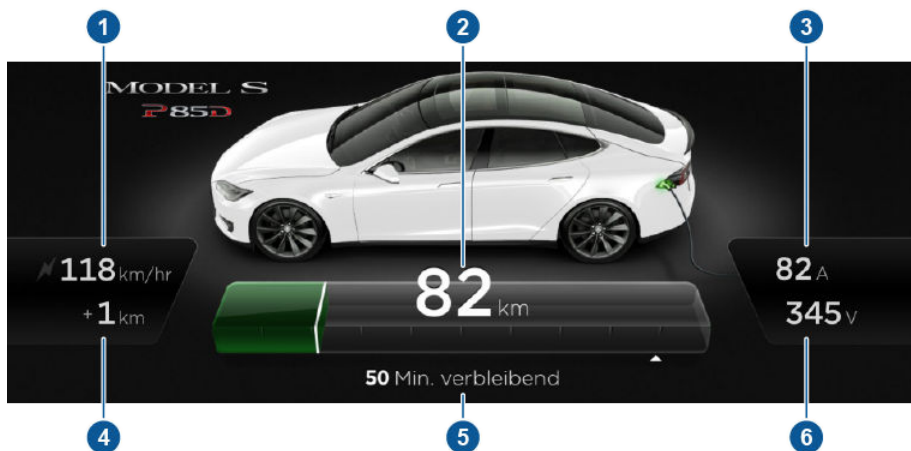 1
2
3
MODEL S
P85D
118 km/hr
82 km
82 A
+1 km
345 V
50 Min. verbleibend
4
5
6